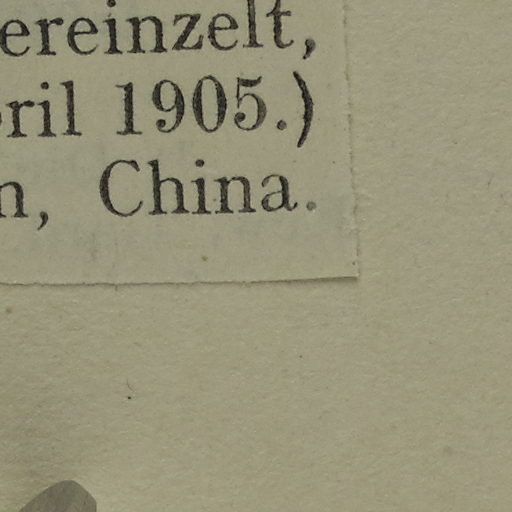 ereinzelt,
ril 1905.)
n, China.